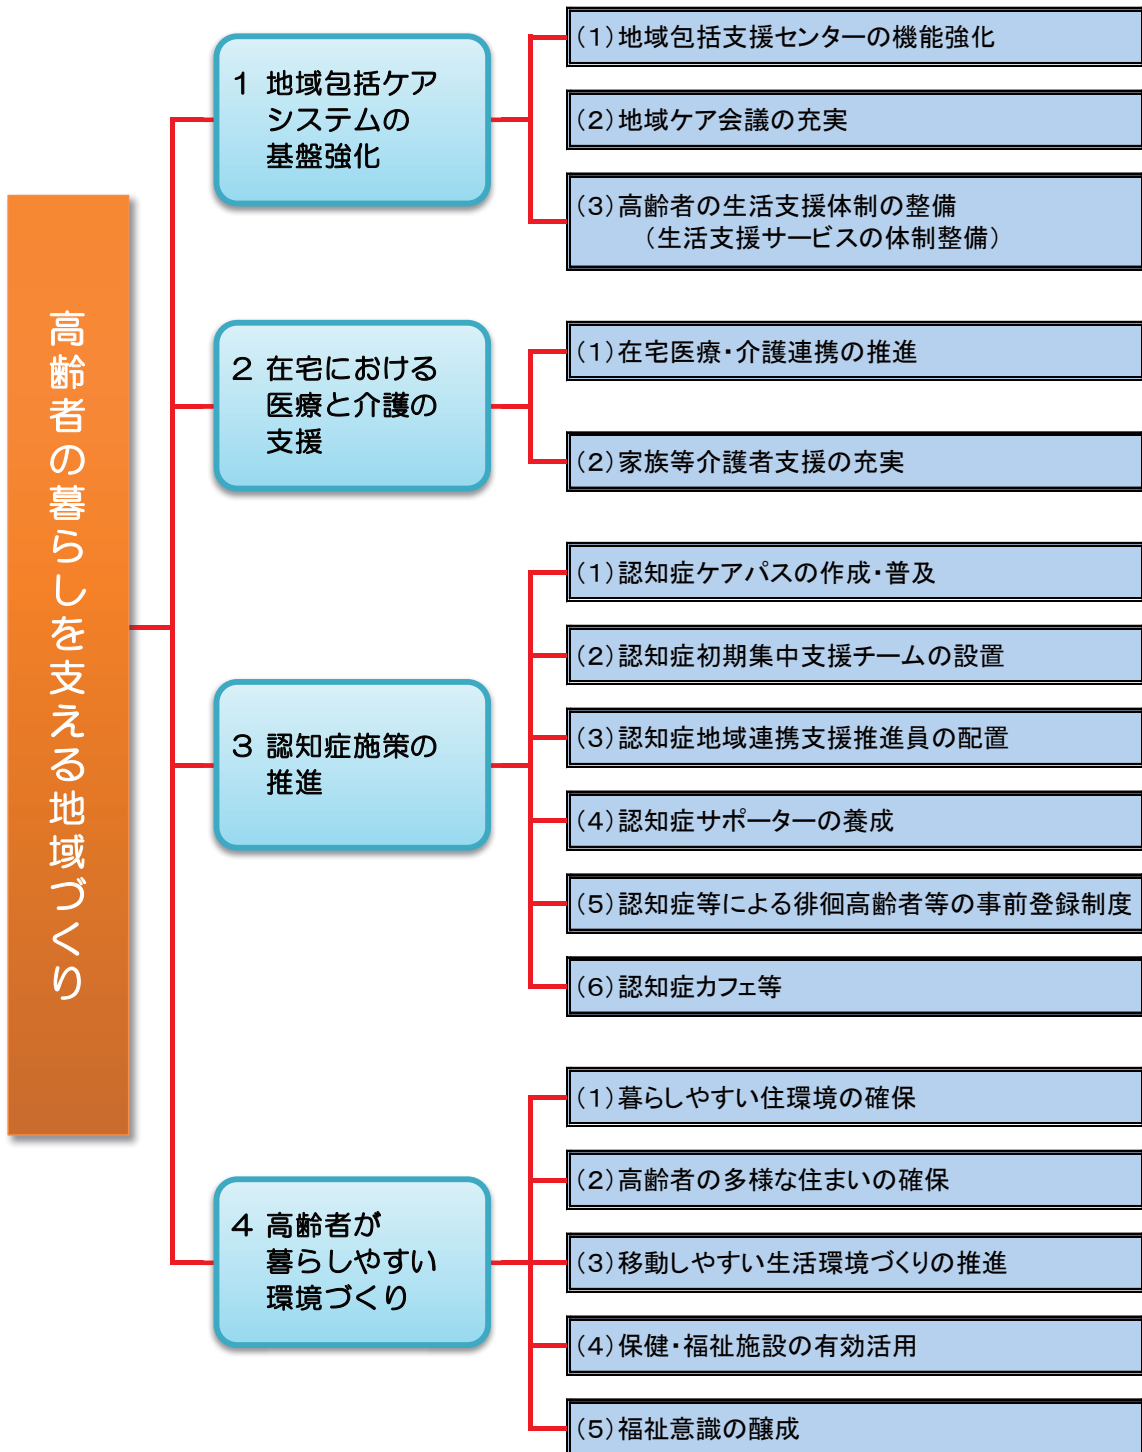 高齢者の暮らしを支える地域づくり
1 地域包括ケア
システムの
基盤強化
(1)地域包括支援センターの機能強化
(2)地域ケア会議の充実
(3)高齢者の生活支援体制の整備
(生活支援サービスの体制整備)
2 在宅における
医療と介護の
支援
(1)在宅医療・介護連携の推進
(2)家族等介護者支援の充実
3 認知症施策の
推進
(1)認知症ケアパスの作成・普及
(2)認知症初期集中支援チームの設置
(3)認知症地域連携支援推進員の配置
(4)認知症サポーターの養成
(5)認知症等による徘徊高齢者等の事前登録制度
(6)認知症カフェ等
4 高齢者が
暮らしやすい
環境づくり
(1)暮らしやすい住環境の確保
(2)高齢者の多様な住まいの確保
(3)移動しやすい生活環境づくりの推進
(4)保健・福祉施設の有効活用
(5)福祉意識の醸成